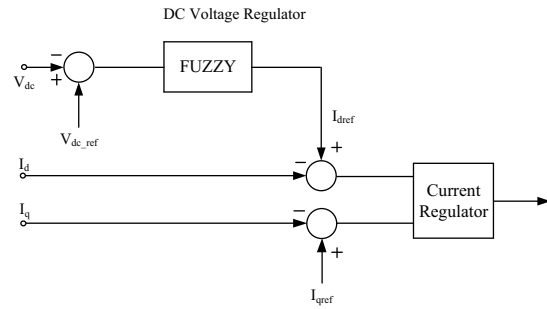 DC Voltage Regulator
FUZZY
−
+
V_dc
V_dc_ref
I_dref
+
−
I_d
I_q
−
+
I_qref
Current
Regulator